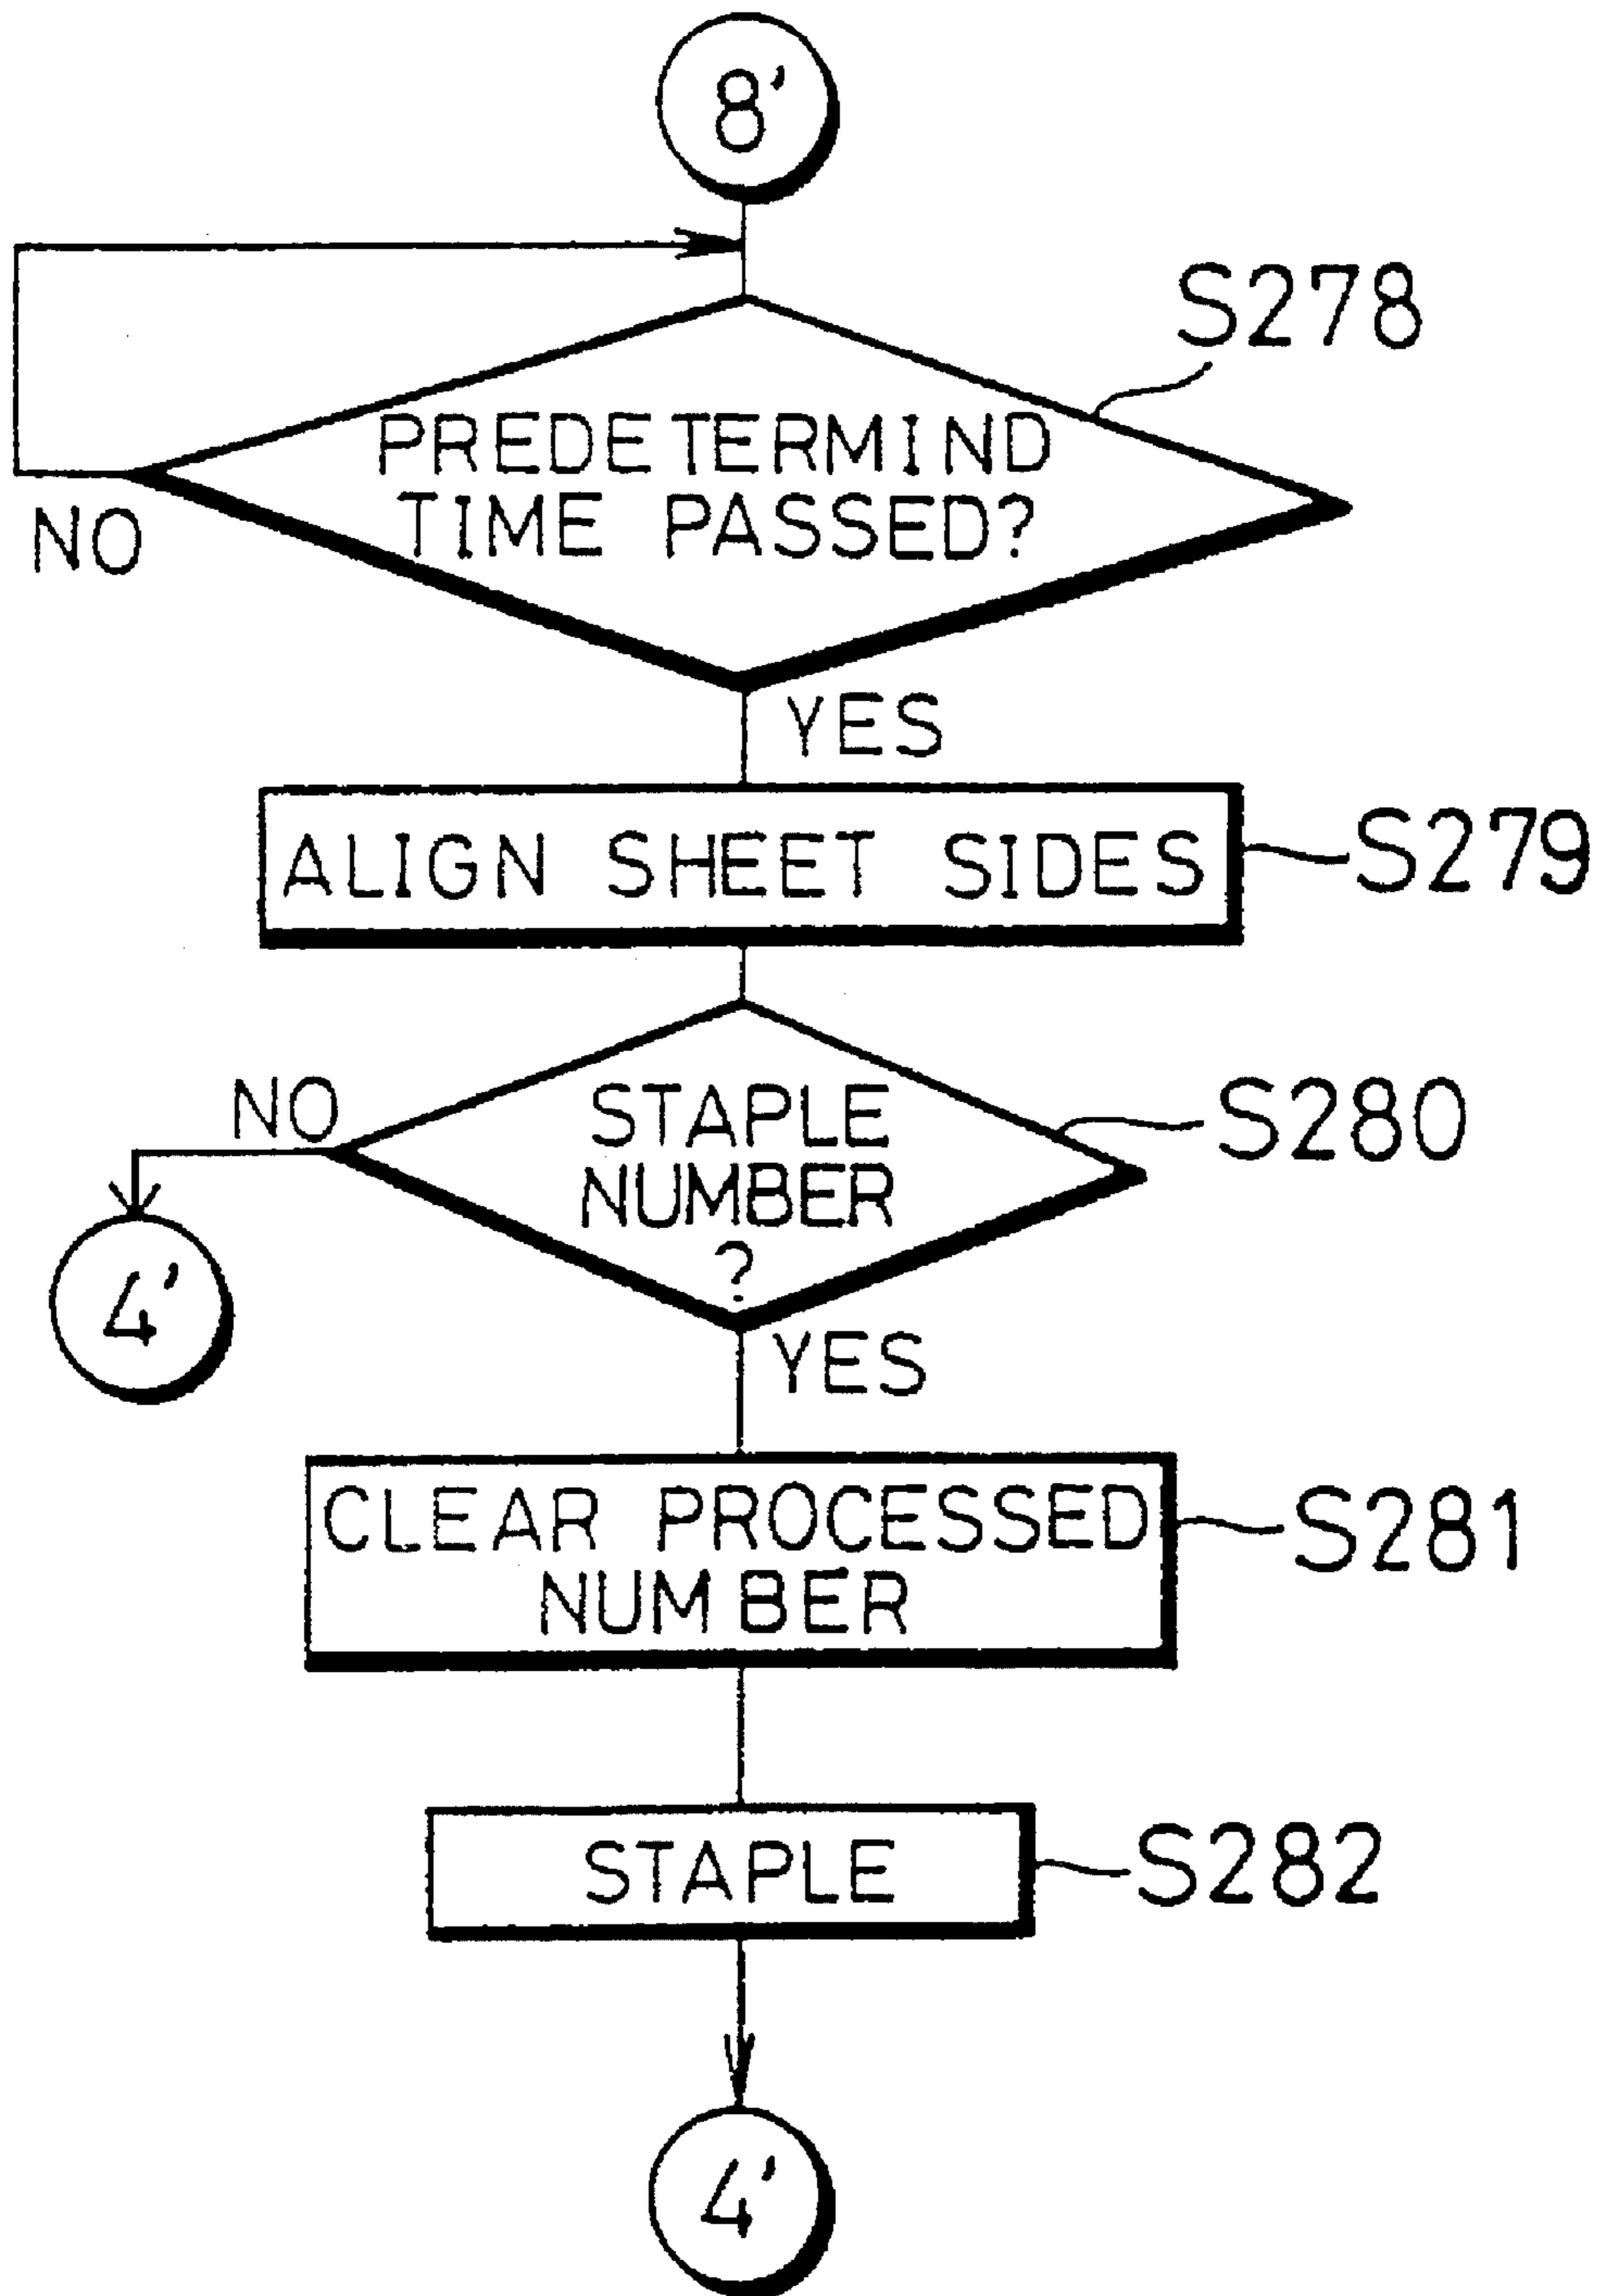 8'
S278
PREDETERMIND
TIME PASSED?
NO
YES
ALIGN SHEET SIDES
S279
NO
STAPLE
NUMBER
?
S280
4'
YES
CLEAR PROCESSED
NUMBER
S281
STAPLE
S282
4'